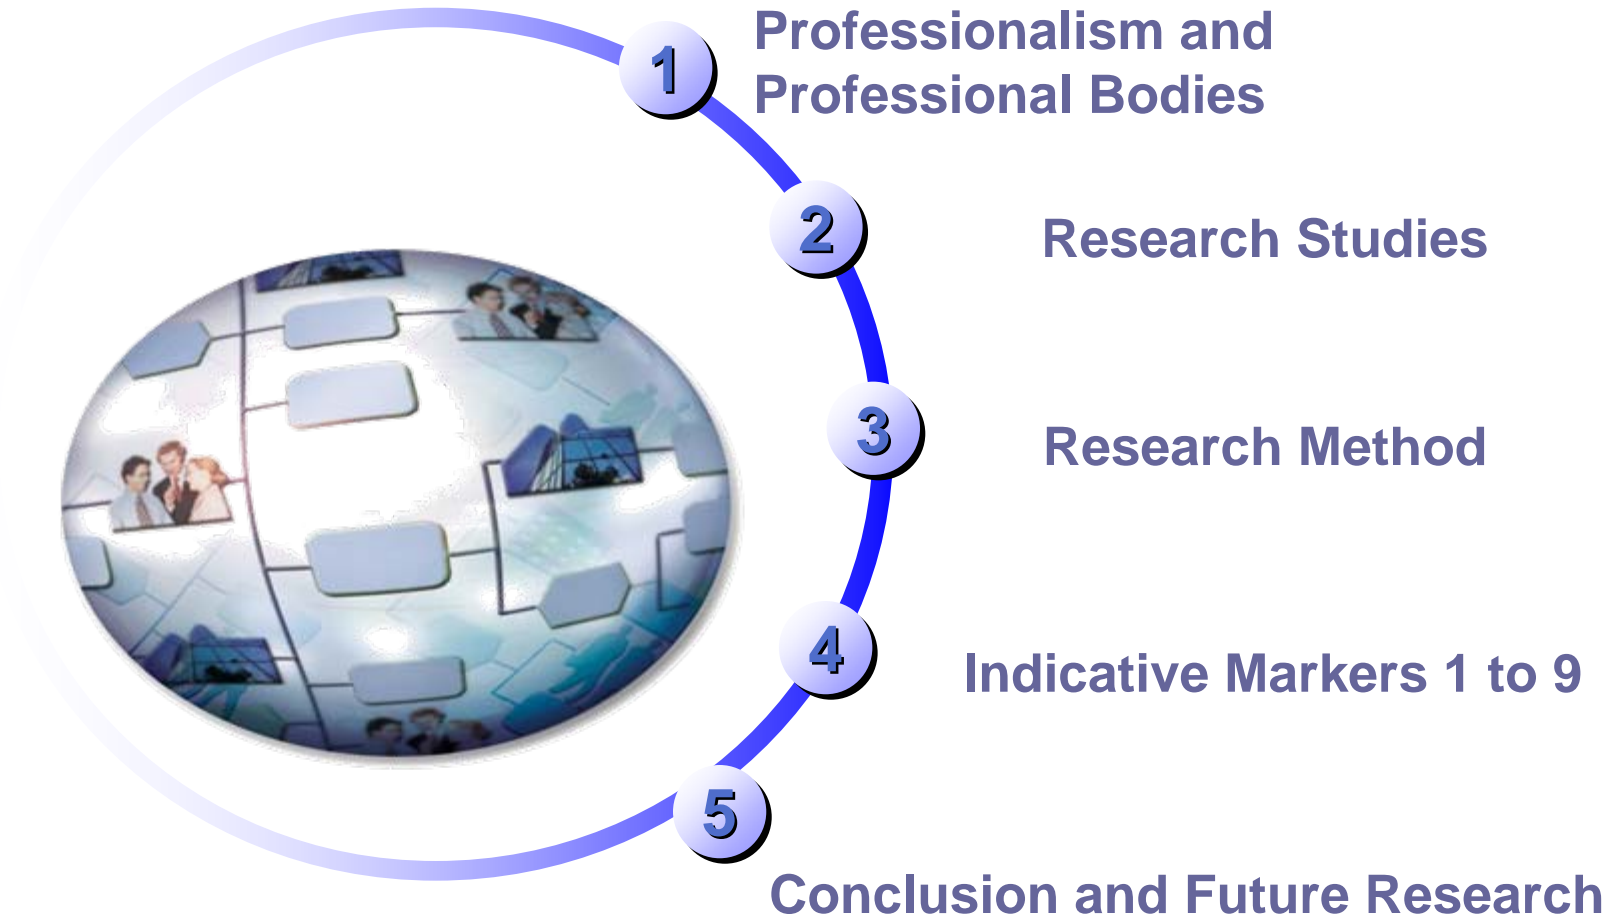 1
Professionalism and
Professional Bodies
2
Research Studies
3
Research Method
4
Indicative Markers 1 to 9
5
Conclusion and Future Research